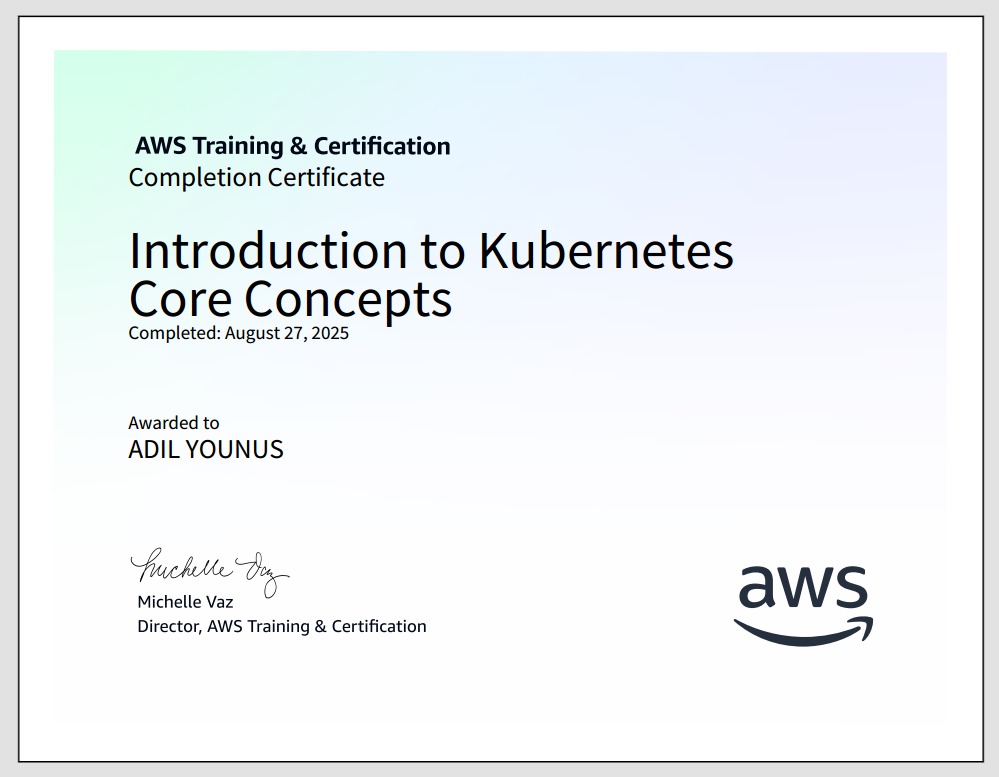 AWS Training & Certification
Completion Certificate
Introduction to Kubernetes
Core Concepts
Completed: August 27, 2025
Awarded to
ADIL YOUNUS
Michelle Vaz
Michelle Vaz
Director, AWS Training & Certification
aws